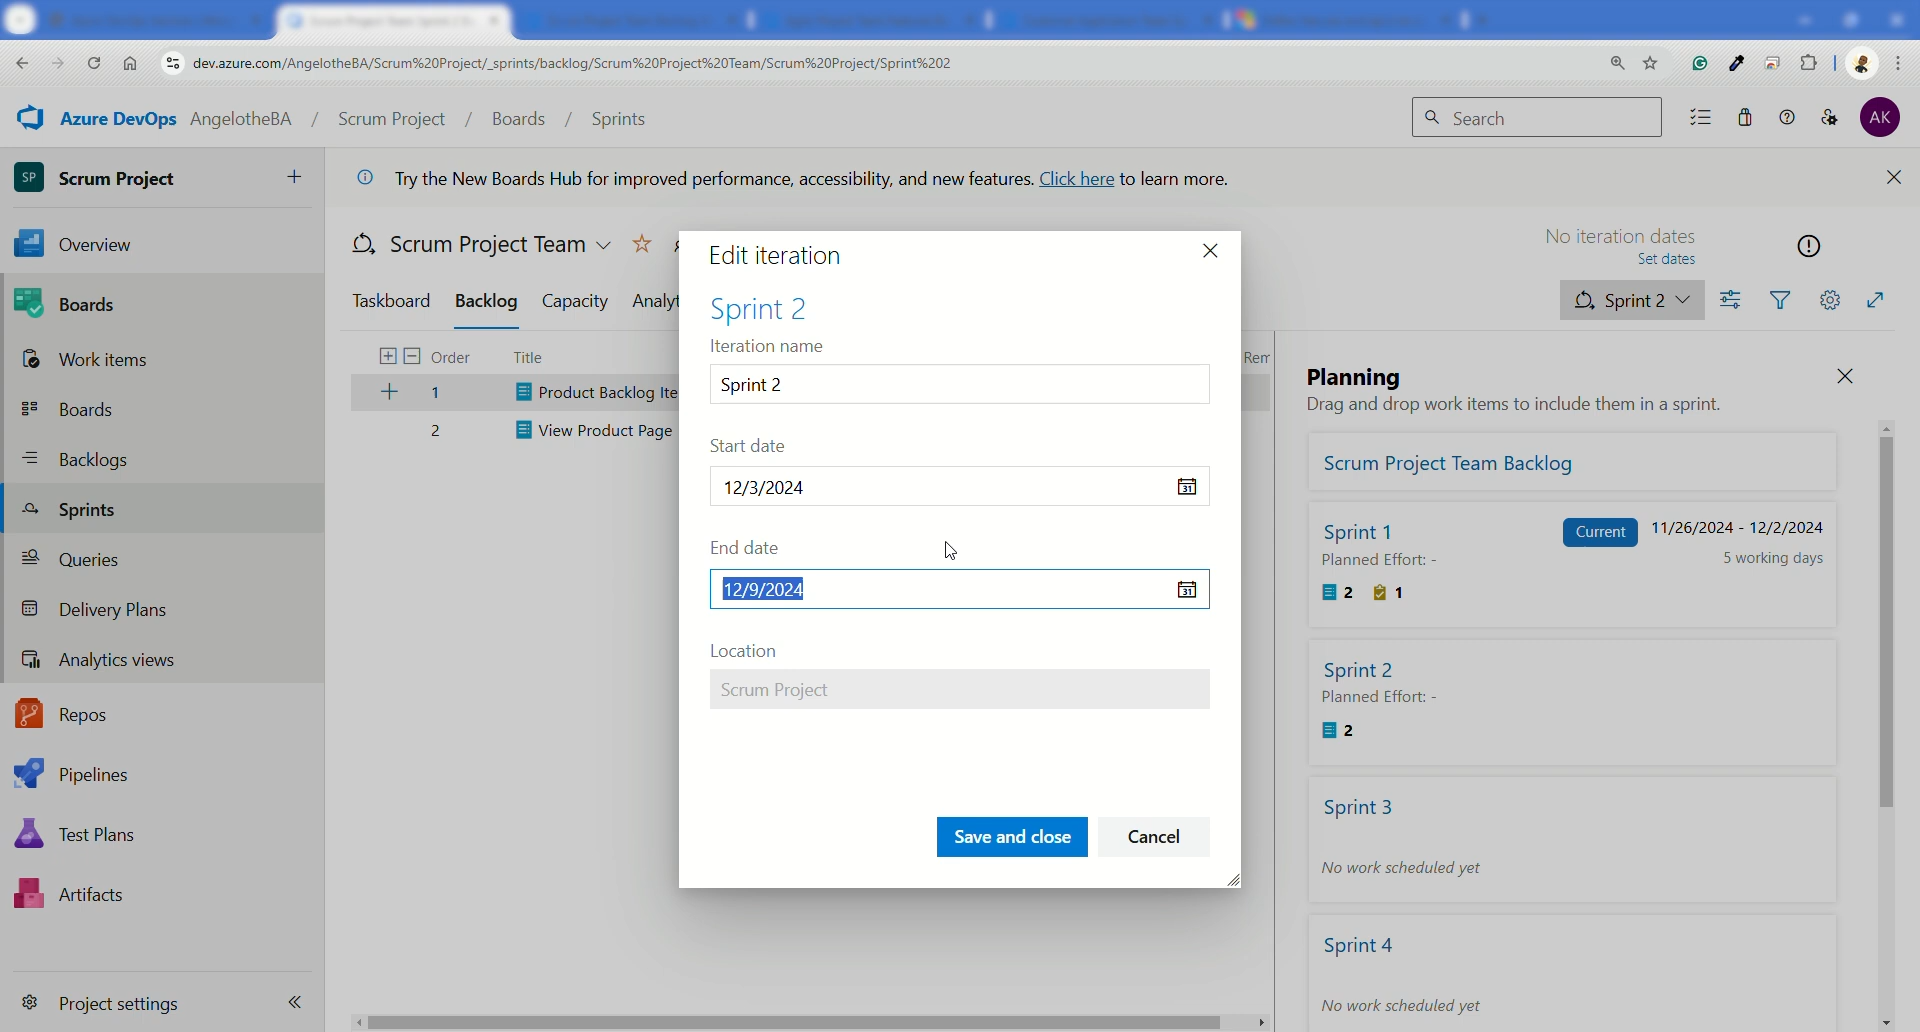 dev.azure.com/AngelotheBA/Scrum%20Project/_sprints/backlog/Scrum%20Project%20Team/Scrum%20Project/Sprint%202
Azure DevOps AngelotheBA / Scrum Project / Boards / Sprints
Search
AK
SP Scrum Project
Try the New Boards Hub for improved performance, accessibility, and new features. Click here to learn more.
Overview
Boards
Work items
Boards
Backlogs
Sprints
Queries
Delivery Plans
Analytics views
Repos
Pipelines
Test Plans
Artifacts
Project settings
Scrum Project Team
No iteration dates
Set dates
Taskboard Backlog Capacity Analyt
Sprint 2
Order Title
Rem
1 Product Backlog Ite
2 View Product Page
Edit iteration
Sprint 2
Iteration name
Sprint 2
Start date
12/3/2024
31
End date
12/9/2024
31
Location
Scrum Project
Save and close Cancel
Planning
Drag and drop work items to include them in a sprint.
Scrum Project Team Backlog
Sprint 1 Current 11/26/2024 - 12/2/2024
Planned Effort: - 5 working days
2 1
Sprint 2
Planned Effort: -
2
Sprint 3
No work scheduled yet
Sprint 4
No work scheduled yet